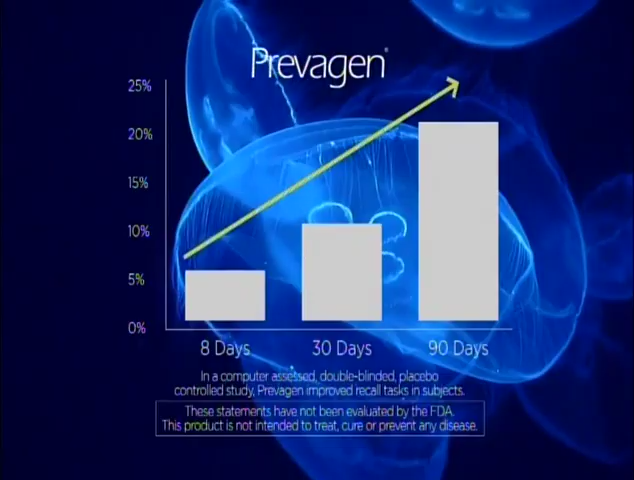 Prevagen®
25%
20%
15%
10%
5%
0%
8 Days 30 Days 90 Days
In a computer assessed, double-blinded, placebo
controlled study, Prevagen improved recall tasks in subjects.
These statements have not been evaluated by the FDA.
This product is not intended to treat, cure or prevent any disease.